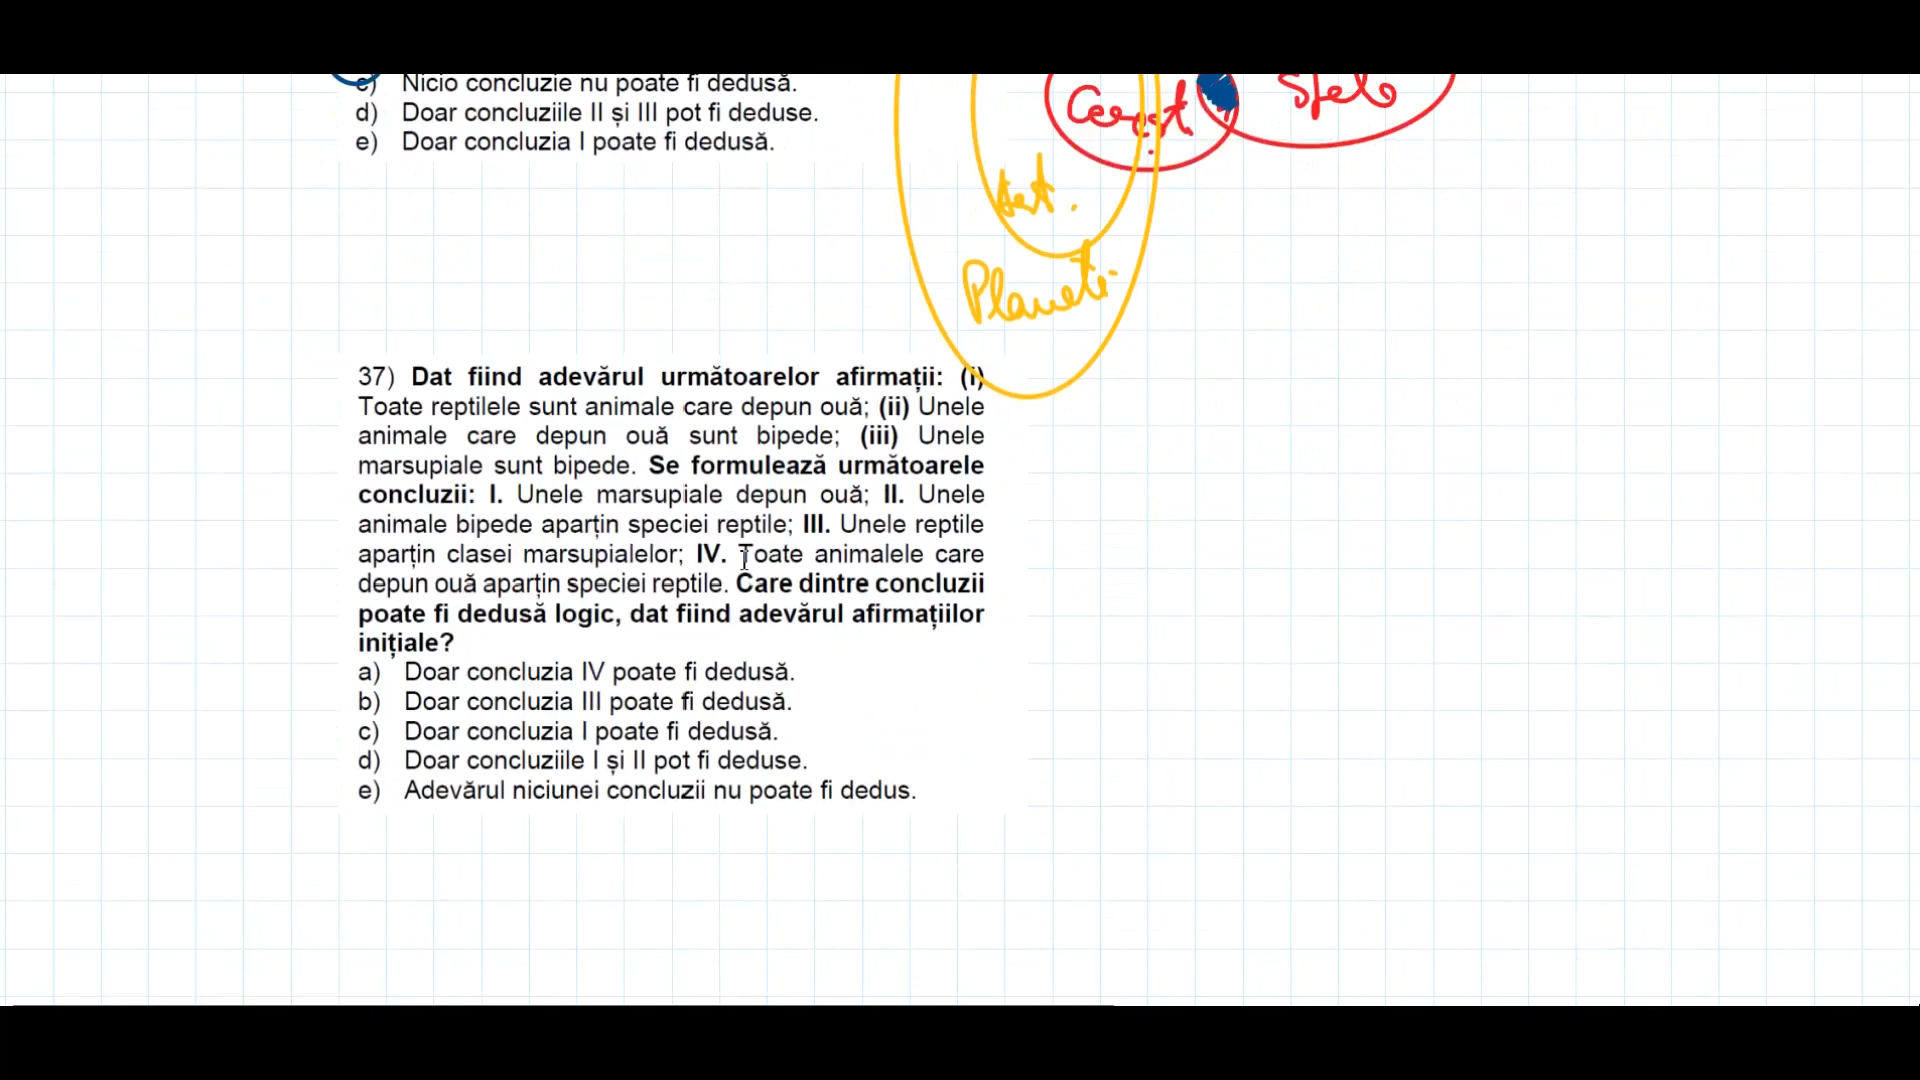 c) Nicio concluzie nu poate fi dedusă.
d) Doar concluziile II și III pot fi deduse.
e) Doar concluzia I poate fi dedusă.
Planeti
37) Dat fiind adevărul următoarelor afirmații: (i)
Toate reptilele sunt animale care depun ouă; (ii) Unele
animale care depun ouă sunt bipede; (iii) Unele
marsupiale sunt bipede. Se formulează următoarele
concluzii: I. Unele marsupiale depun ouă; II. Unele
animale bipede aparțin speciei reptile; III. Unele reptile
aparțin clasei marsupialelor; IV. Toate animalele care
depun ouă aparțin speciei reptile. Care dintre concluzii
poate fi dedusă logic, dat fiind adevărul afirmațiilor
inițiale?
a) Doar concluzia IV poate fi dedusă.
b) Doar concluzia III poate fi dedusă.
c) Doar concluzia I poate fi dedusă.
d) Doar concluziile I și II pot fi deduse.
e) Adevărul niciunei concluzii nu poate fi dedus.